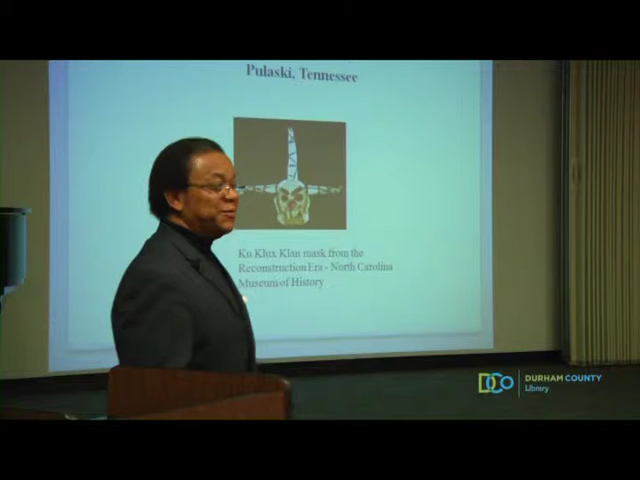 Pulaski, Tennessee
Ku Klux Klan mask from the
Reconstruction Era - North Carolina
Museum of History
DCo
DURHAM COUNTY
Library